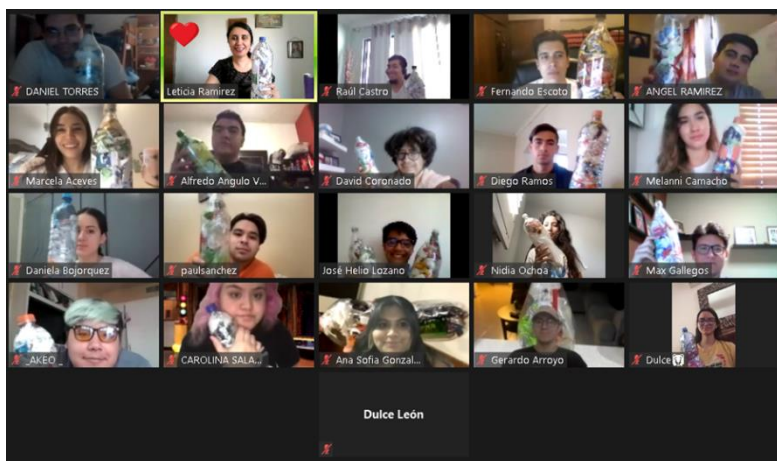 DANIEL TORRES
Leticia Ramirez
Raúl Castro
Fernando Escoto
ANGEL RAMIREZ
Marcela Aceves
Alfredo Angulo V...
David Coronado
Diego Ramos
Melanni Camacho
Daniela Bojorquez
paulsanchez
José Helio Lozano
Nidia Ochoa
Max Gallegos
_AKEO_
CAROLINA SALA...
Ana Sofia Gonzal...
Gerardo Arroyo
Dulce
Dulce León